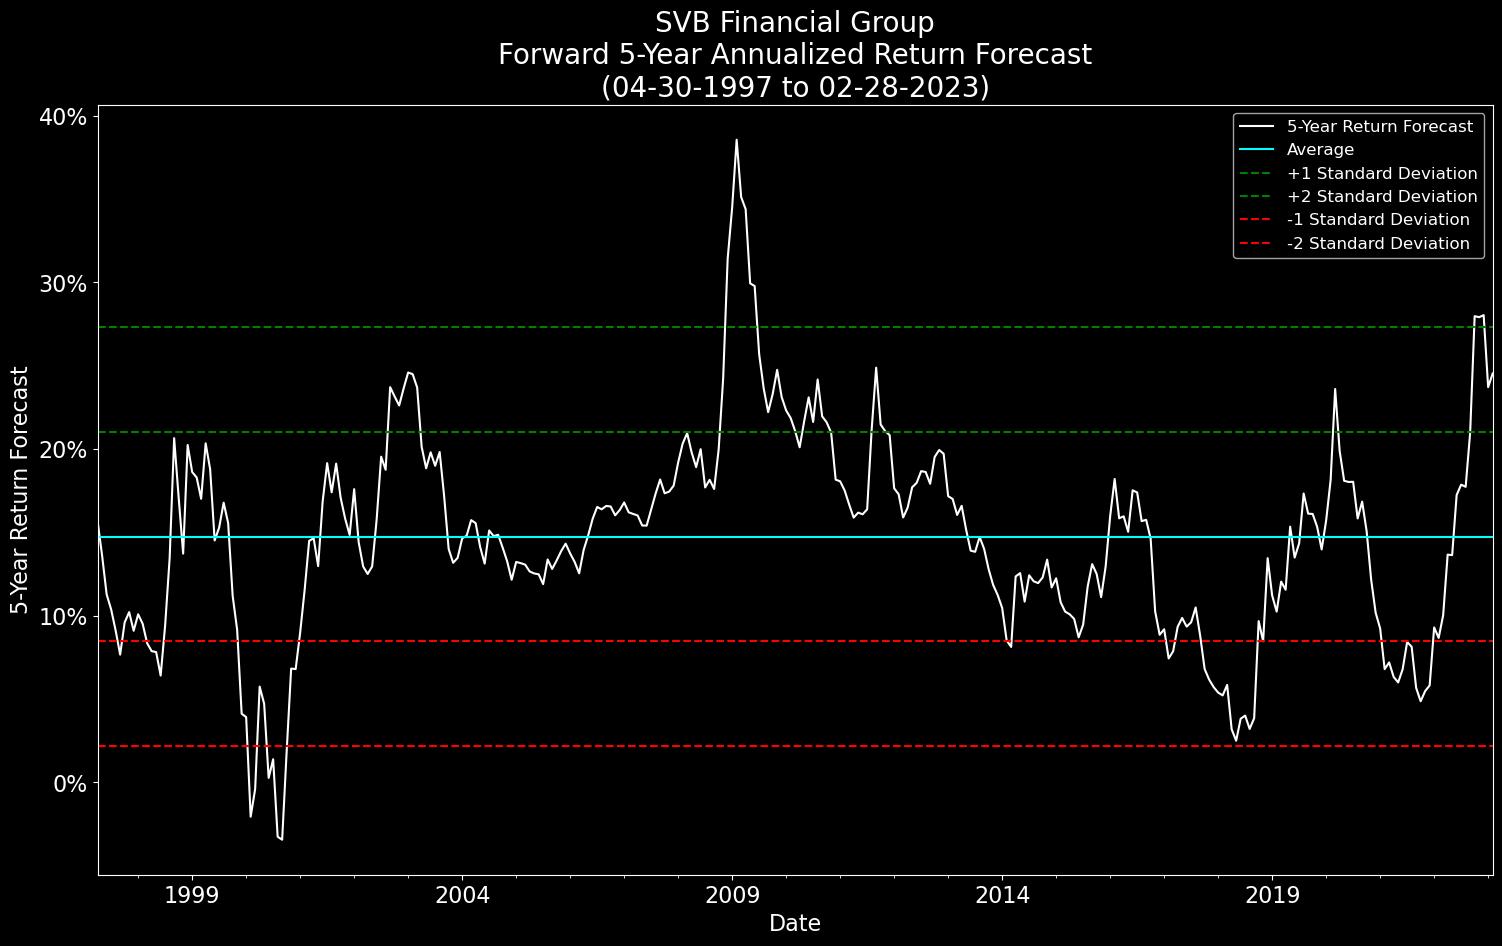 SVB Financial Group
Forward 5-Year Annualized Return Forecast
(04-30-1997 to 02-28-2023)
40%
30%
20%
10%
0%
5-Year Return Forecast
5-Year Return Forecast
Average
+1 Standard Deviation
+2 Standard Deviation
-1 Standard Deviation
-2 Standard Deviation
1999
2004
2009
2014
2019
Date